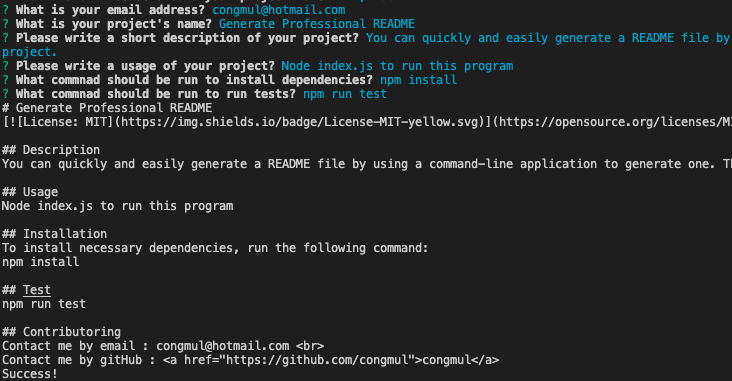 ? What is your email address? congmul@hotmail.com
? What is your project's name? Generate Professional README
? Please write a short description of your project? You can quickly and easily generate a README file by
project.
? Please write a usage of your project? Node index.js to run this program
? What commnad should be run to install dependencies? npm install
? What commnad should be run to run tests? npm run test
# Generate Professional README
[![License: MIT](https://img.shields.io/badge/License-MIT-yellow.svg)](https://opensource.org/licenses/MI
## Description
You can quickly and easily generate a README file by using a command-line application to generate one. Th
## Usage
Node index.js to run this program
## Installation
To install necessary dependencies, run the following command:
npm install
## Test
npm run test
## Contributoring
Contact me by email : congmul@hotmail.com <br>
Contact me by gitHub : <a href="https://github.com/congmul">congmul</a>
Success!